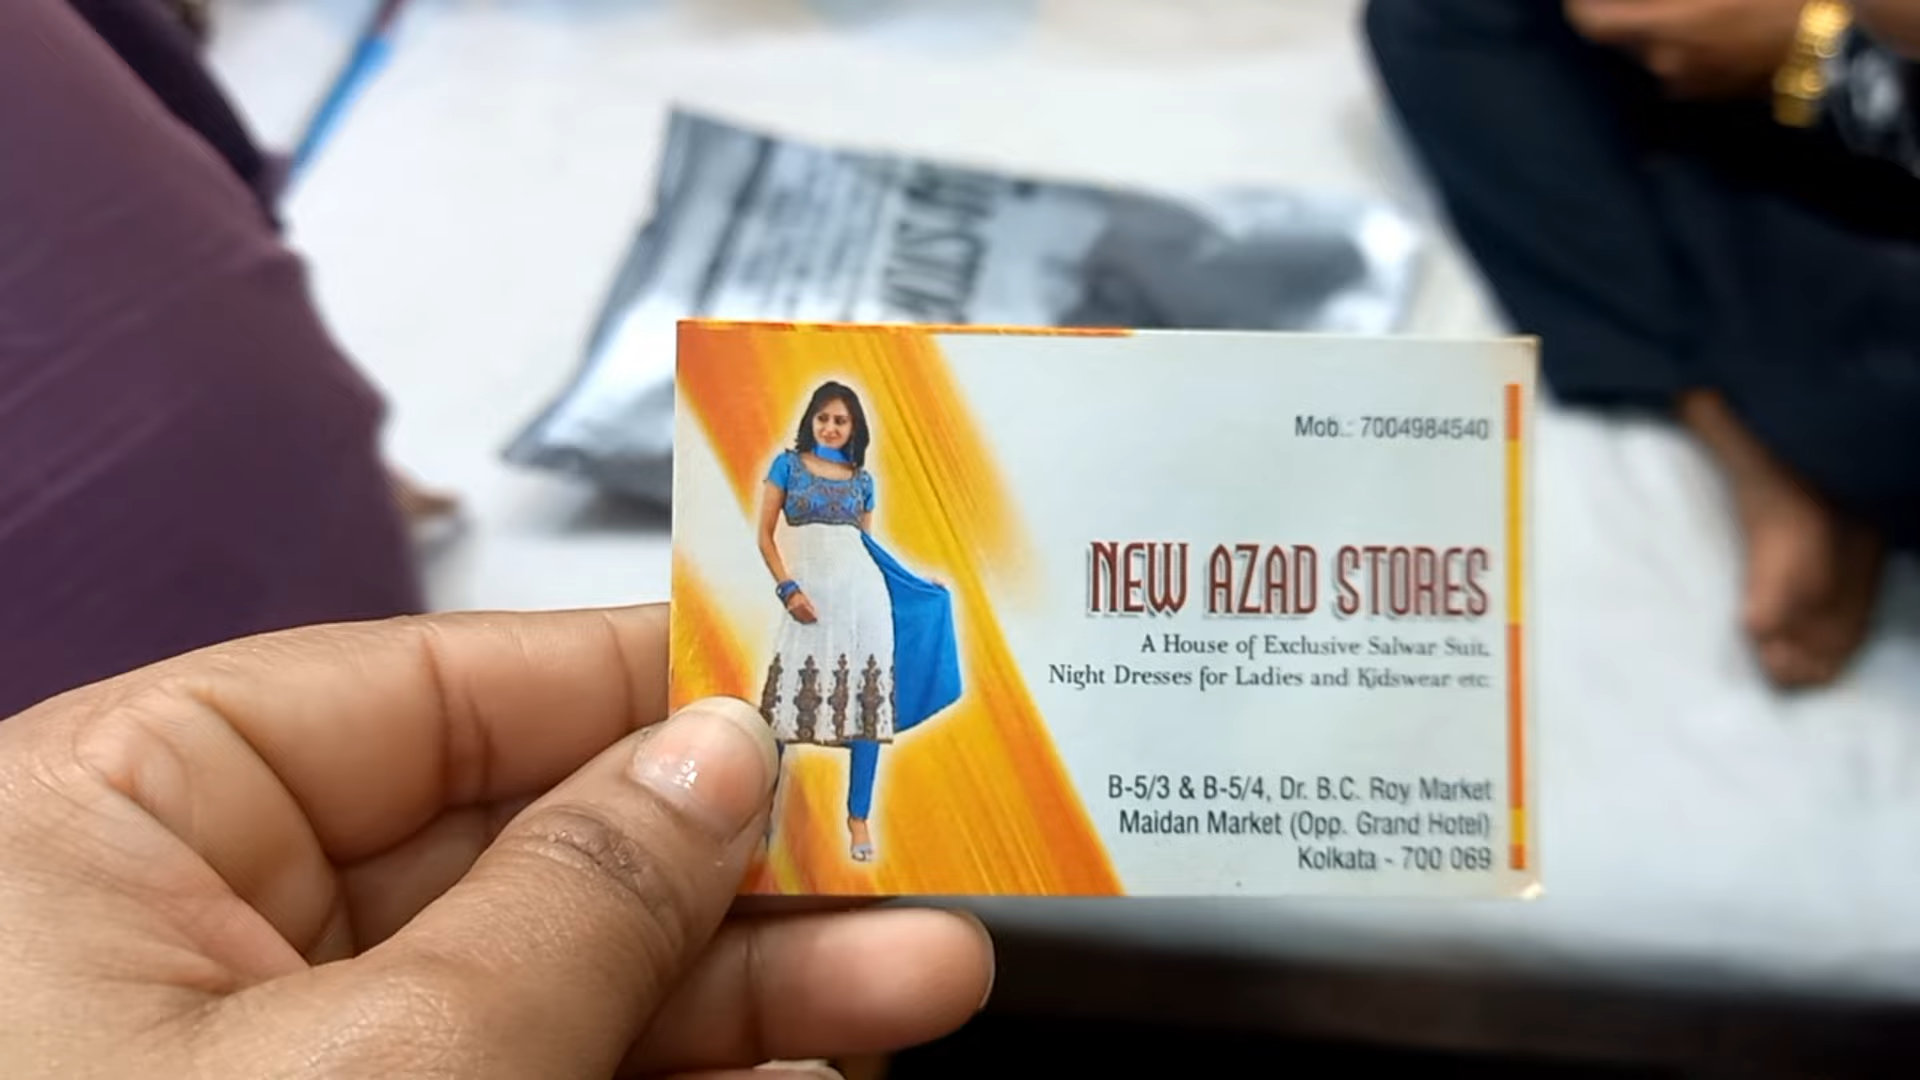 Mob.: 7004984540
NEW AZAD STORES
A House of Exclusive Salwar Suit,
Night Dresses for Ladies and Kidswear etc.
B-5/3 & B-5/4, Dr. B.C. Roy Market
Maidan Market (Opp. Grand Hotel)
Kolkata - 700 069